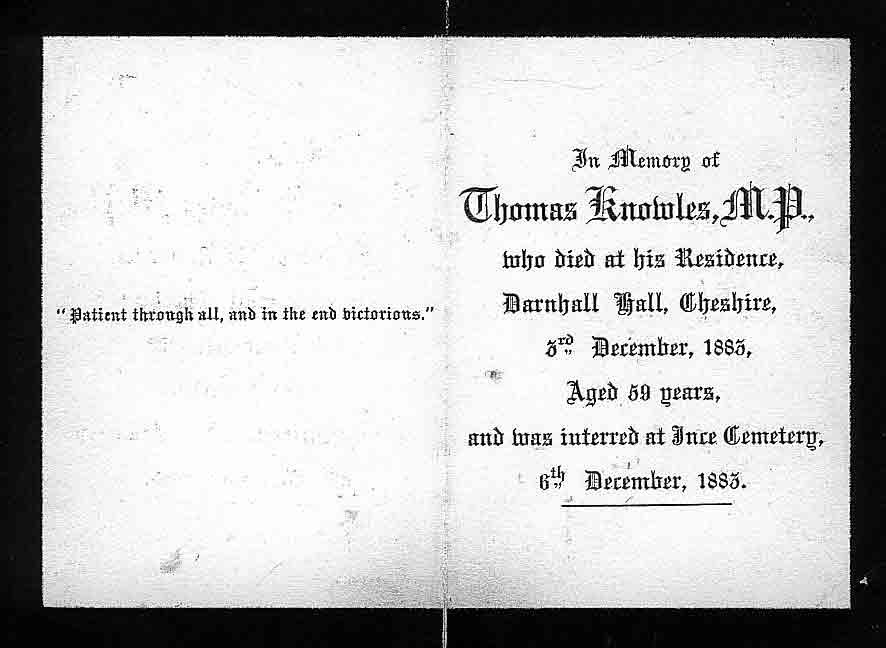 "Patient through all, and in the end victorious."
In Memory of
Thomas Knowles, M.P.,
who died at his Residence,
Darnhall Hall, Cheshire,
3rd December, 1883,
Aged 59 years,
and was interred at Ince Cemetery,
6th December, 1883.